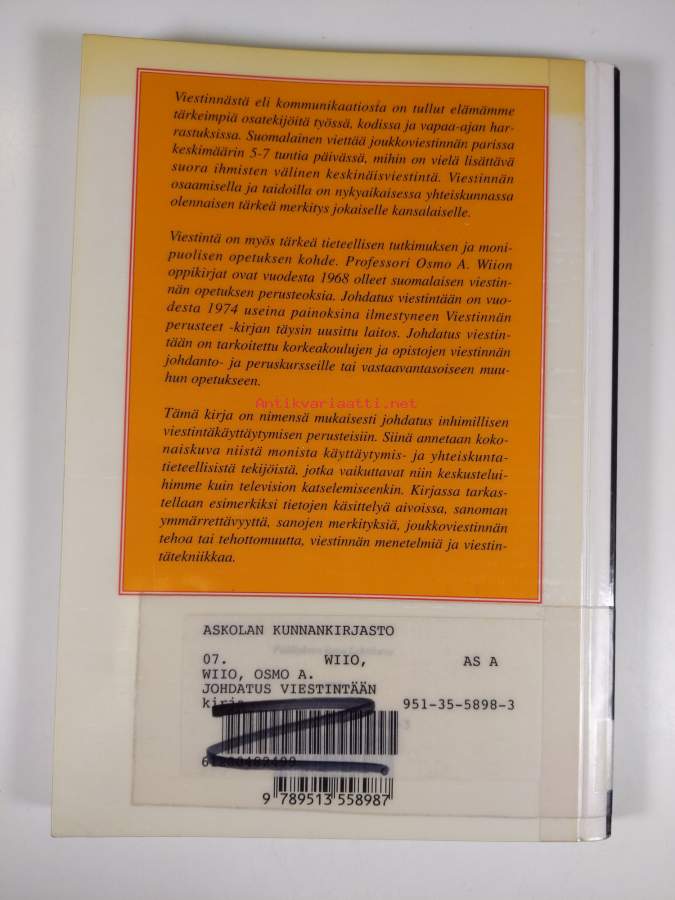 Viestinnästä eli kommunikaatiosta on tullut elämämme
tärkeimpiä osatekijöitä työssä, kodissa ja vapaa-ajan har-
rastuksissa. Suomalainen viettää joukkoviestinnän parissa
keskimäärin 5-7 tuntia päivässä, mihin on vielä lisättävä
suora ihmisten välinen keskinäisviestintä. Viestinnän
osaamisella ja taidoilla on nykyaikaisessa yhteiskunnassa
olennaisen tärkeä merkitys jokaiselle kansalaiselle.
Viestintä on myös tärkeä tieteellisen tutkimuksen ja moni-
puolisen opetuksen kohde. Professori Osmo A. Wiion
oppikirjat ovat vuodesta 1968 olleet suomalaisen viestin-
nän opetuksen perusteoksia. Johdatus viestintään on vuo-
desta 1974 useina painoksina ilmestyneen Viestinnän
perusteet -kirjan täysin uusittu laitos. Johdatus viestin-
tään on tarkoitettu korkeakoulujen ja opistojen viestinnän
johdanto- ja peruskursseille tai vastaavantasoiseen muu-
hun opetukseen.
Antikvariaatti.net
Tämä kirja on nimensä mukaisesti johdatus inhimillisen
viestintäkäyttäytymisen perusteisiin. Siinä annetaan koko-
naiskuva niistä monista käyttäytymis- ja yhteiskunta-
tieteellisistä tekijöistä, jotka vaikuttavat niin keskustelui-
himme kuin television katselemiseenkin. Kirjassa tarkas-
tellaan esimerkiksi tietojen käsittelyä aivoissa, sanoman
ymmärrettävyyttä, sanojen merkityksiä, joukkoviestinnän
tehoa tai tehottomuutta, viestinnän menetelmiä ja viestin-
tätekniikkaa.
ASKOLAN KUNNANKIRJASTO
07. WIIO, AS A
WIIO, OSMO A.
JOHDATUS VIESTINTÄÄN
kirja 951-35-5898-3
9 789513 558987